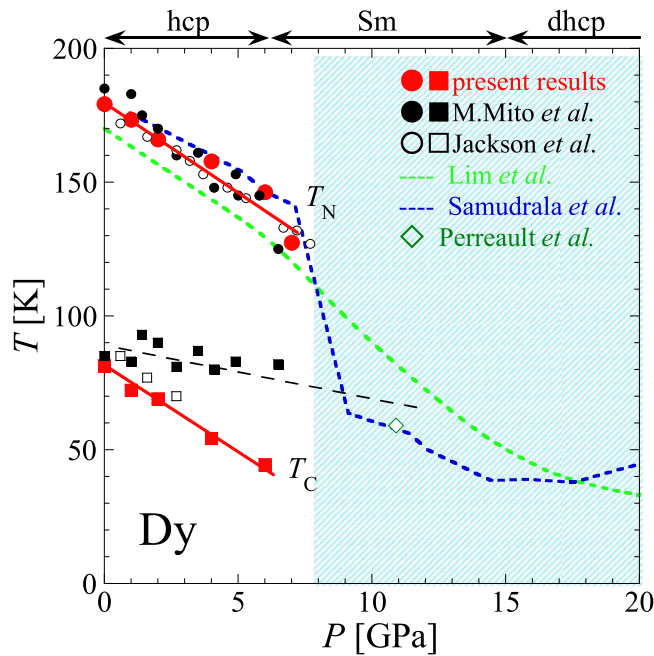 hcp Sm dhcp
200
present results
M.Mito et al.
Jackson et al.
Lim et al.
Samudrala et al.
Perreault et al.
150
TN
100
T [K]
50
TC
Dy
0
0 5 10 15 20
P [GPa]